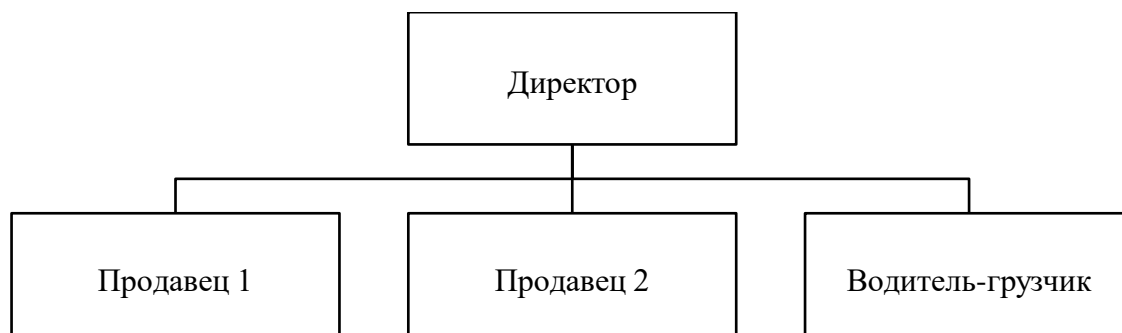 Директор
Продавец 1
Продавец 2
Водитель-грузчик